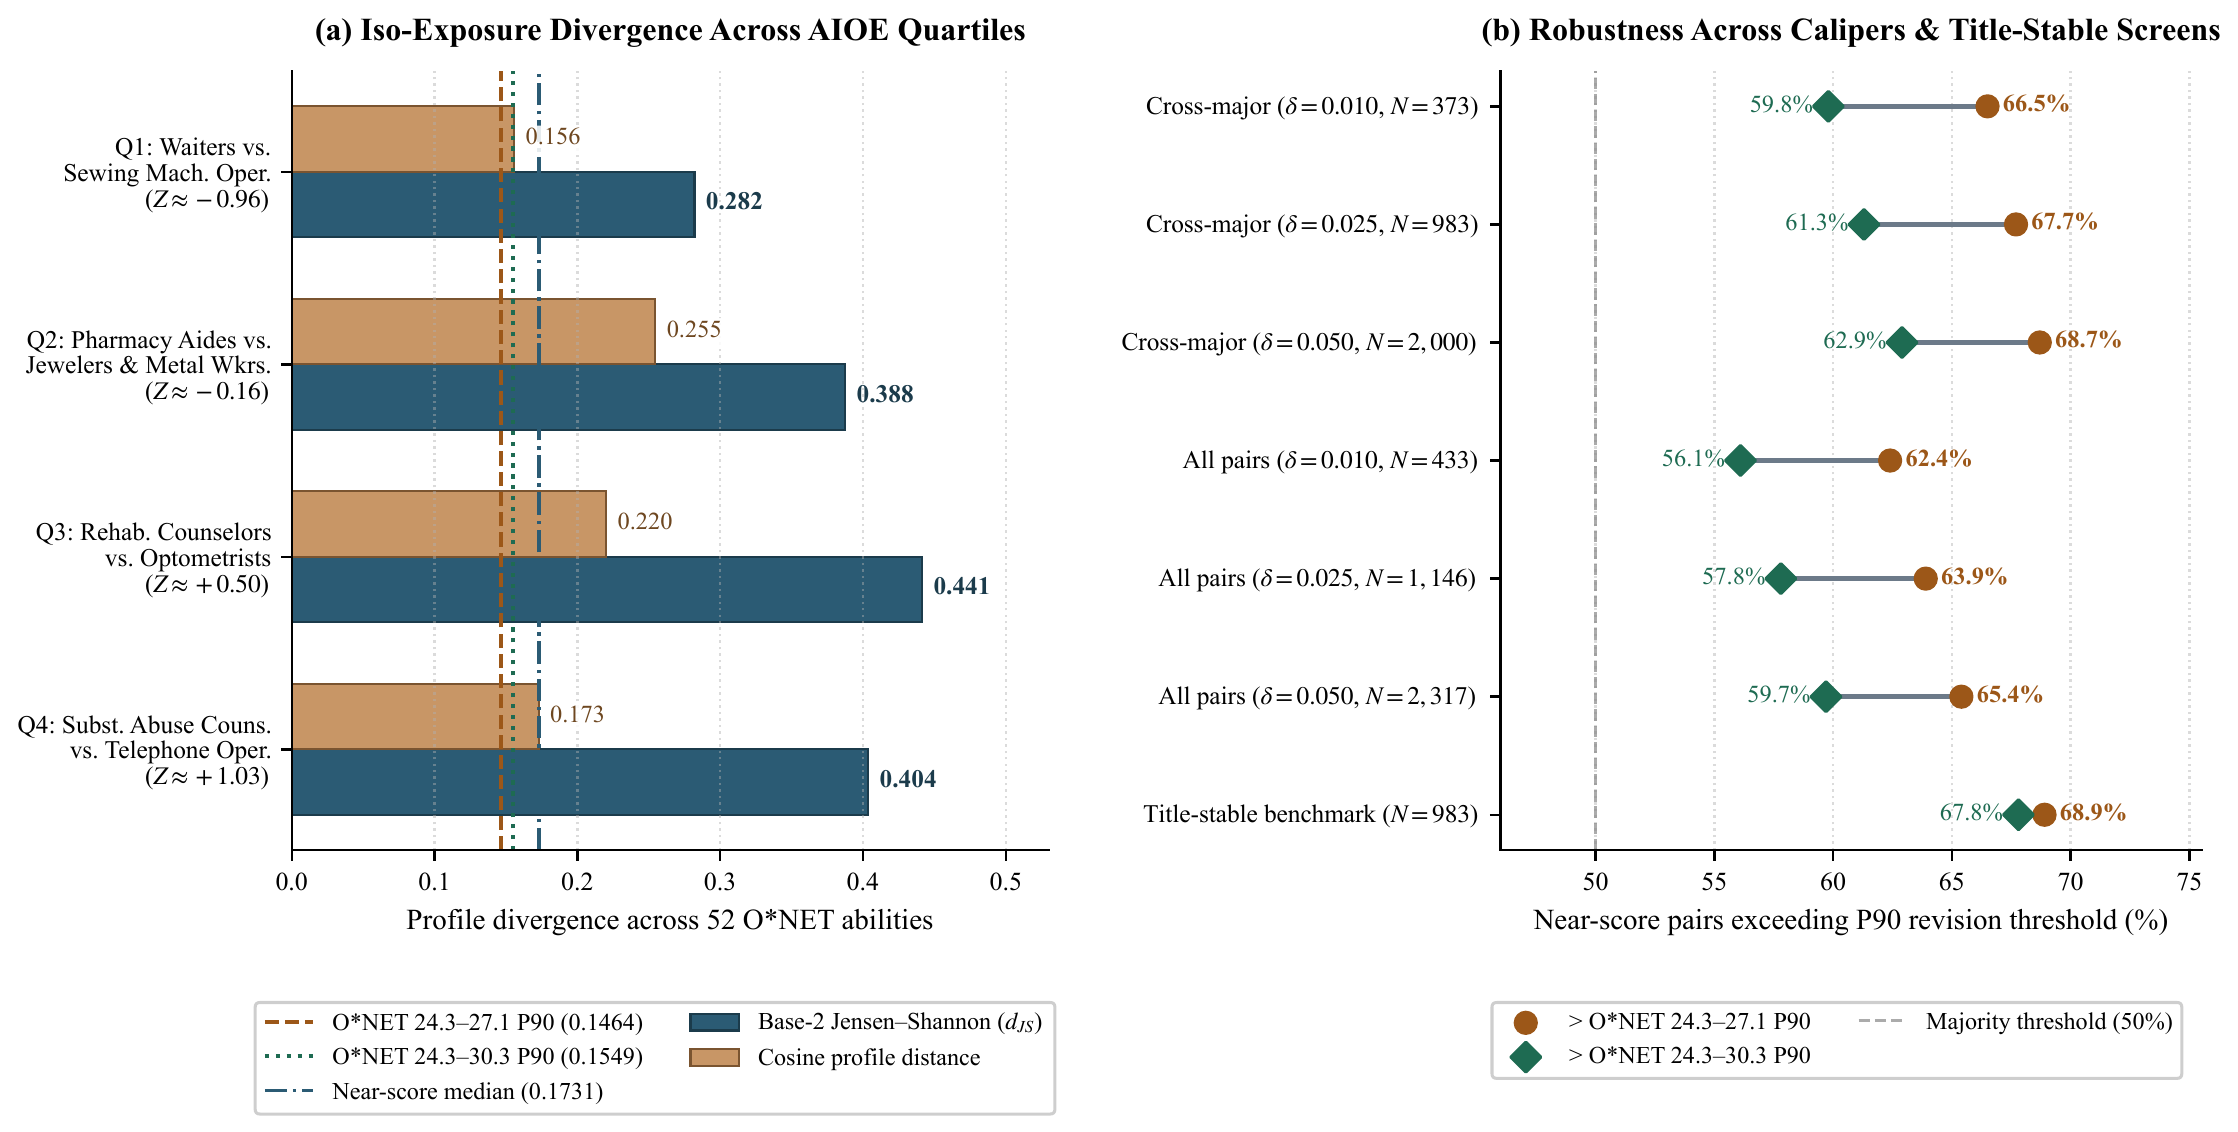 (a) Iso-Exposure Divergence Across AIOE Quartiles
Q1: Waiters vs.
Sewing Mach. Oper.
(Z ≈ −0.96)
0.156
0.282
Q2: Pharmacy Aides vs.
Jewelers & Metal Wkrs.
(Z ≈ −0.16)
0.255
0.388
Q3: Rehab. Counselors
vs. Optometrists
(Z ≈ +0.50)
0.220
0.441
Q4: Subst. Abuse Couns.
vs. Telephone Oper.
(Z ≈ +1.03)
0.173
0.404
0.0 0.1 0.2 0.3 0.4 0.5
Profile divergence across 52 O*NET abilities
O*NET 24.3–27.1 P90 (0.1464)
O*NET 24.3–30.3 P90 (0.1549)
Near-score median (0.1731)
Base-2 Jensen–Shannon (d_JS)
Cosine profile distance
(b) Robustness Across Calipers & Title-Stable Screens
Cross-major (δ = 0.010, N = 373) 59.8% 66.5%
Cross-major (δ = 0.025, N = 983) 61.3% 67.7%
Cross-major (δ = 0.050, N = 2,000) 62.9% 68.7%
All pairs (δ = 0.010, N = 433) 56.1% 62.4%
All pairs (δ = 0.025, N = 1,146) 57.8% 63.9%
All pairs (δ = 0.050, N = 2,317) 59.7% 65.4%
Title-stable benchmark (N = 983) 67.8% 68.9%
50 55 60 65 70 75
Near-score pairs exceeding P90 revision threshold (%)
> O*NET 24.3–27.1 P90
> O*NET 24.3–30.3 P90
Majority threshold (50%)